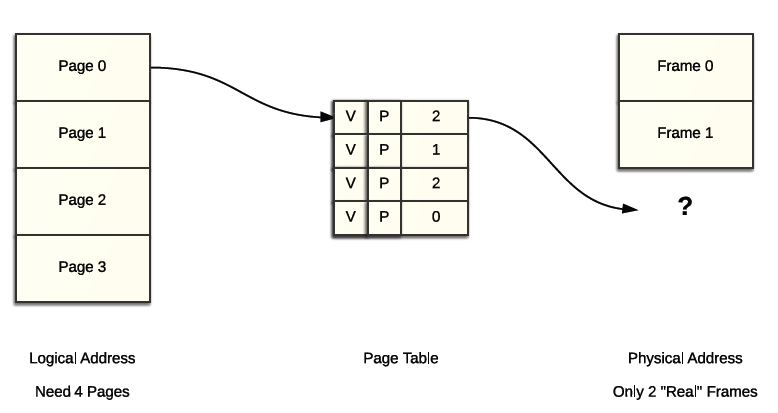 Page 0
Page 1
Page 2
Page 3
V P 2
V P 1
V P 2
V P 0
Frame 0
Frame 1
?
Logical Address
Need 4 Pages
Page Table
Physical Address
Only 2 "Real" Frames